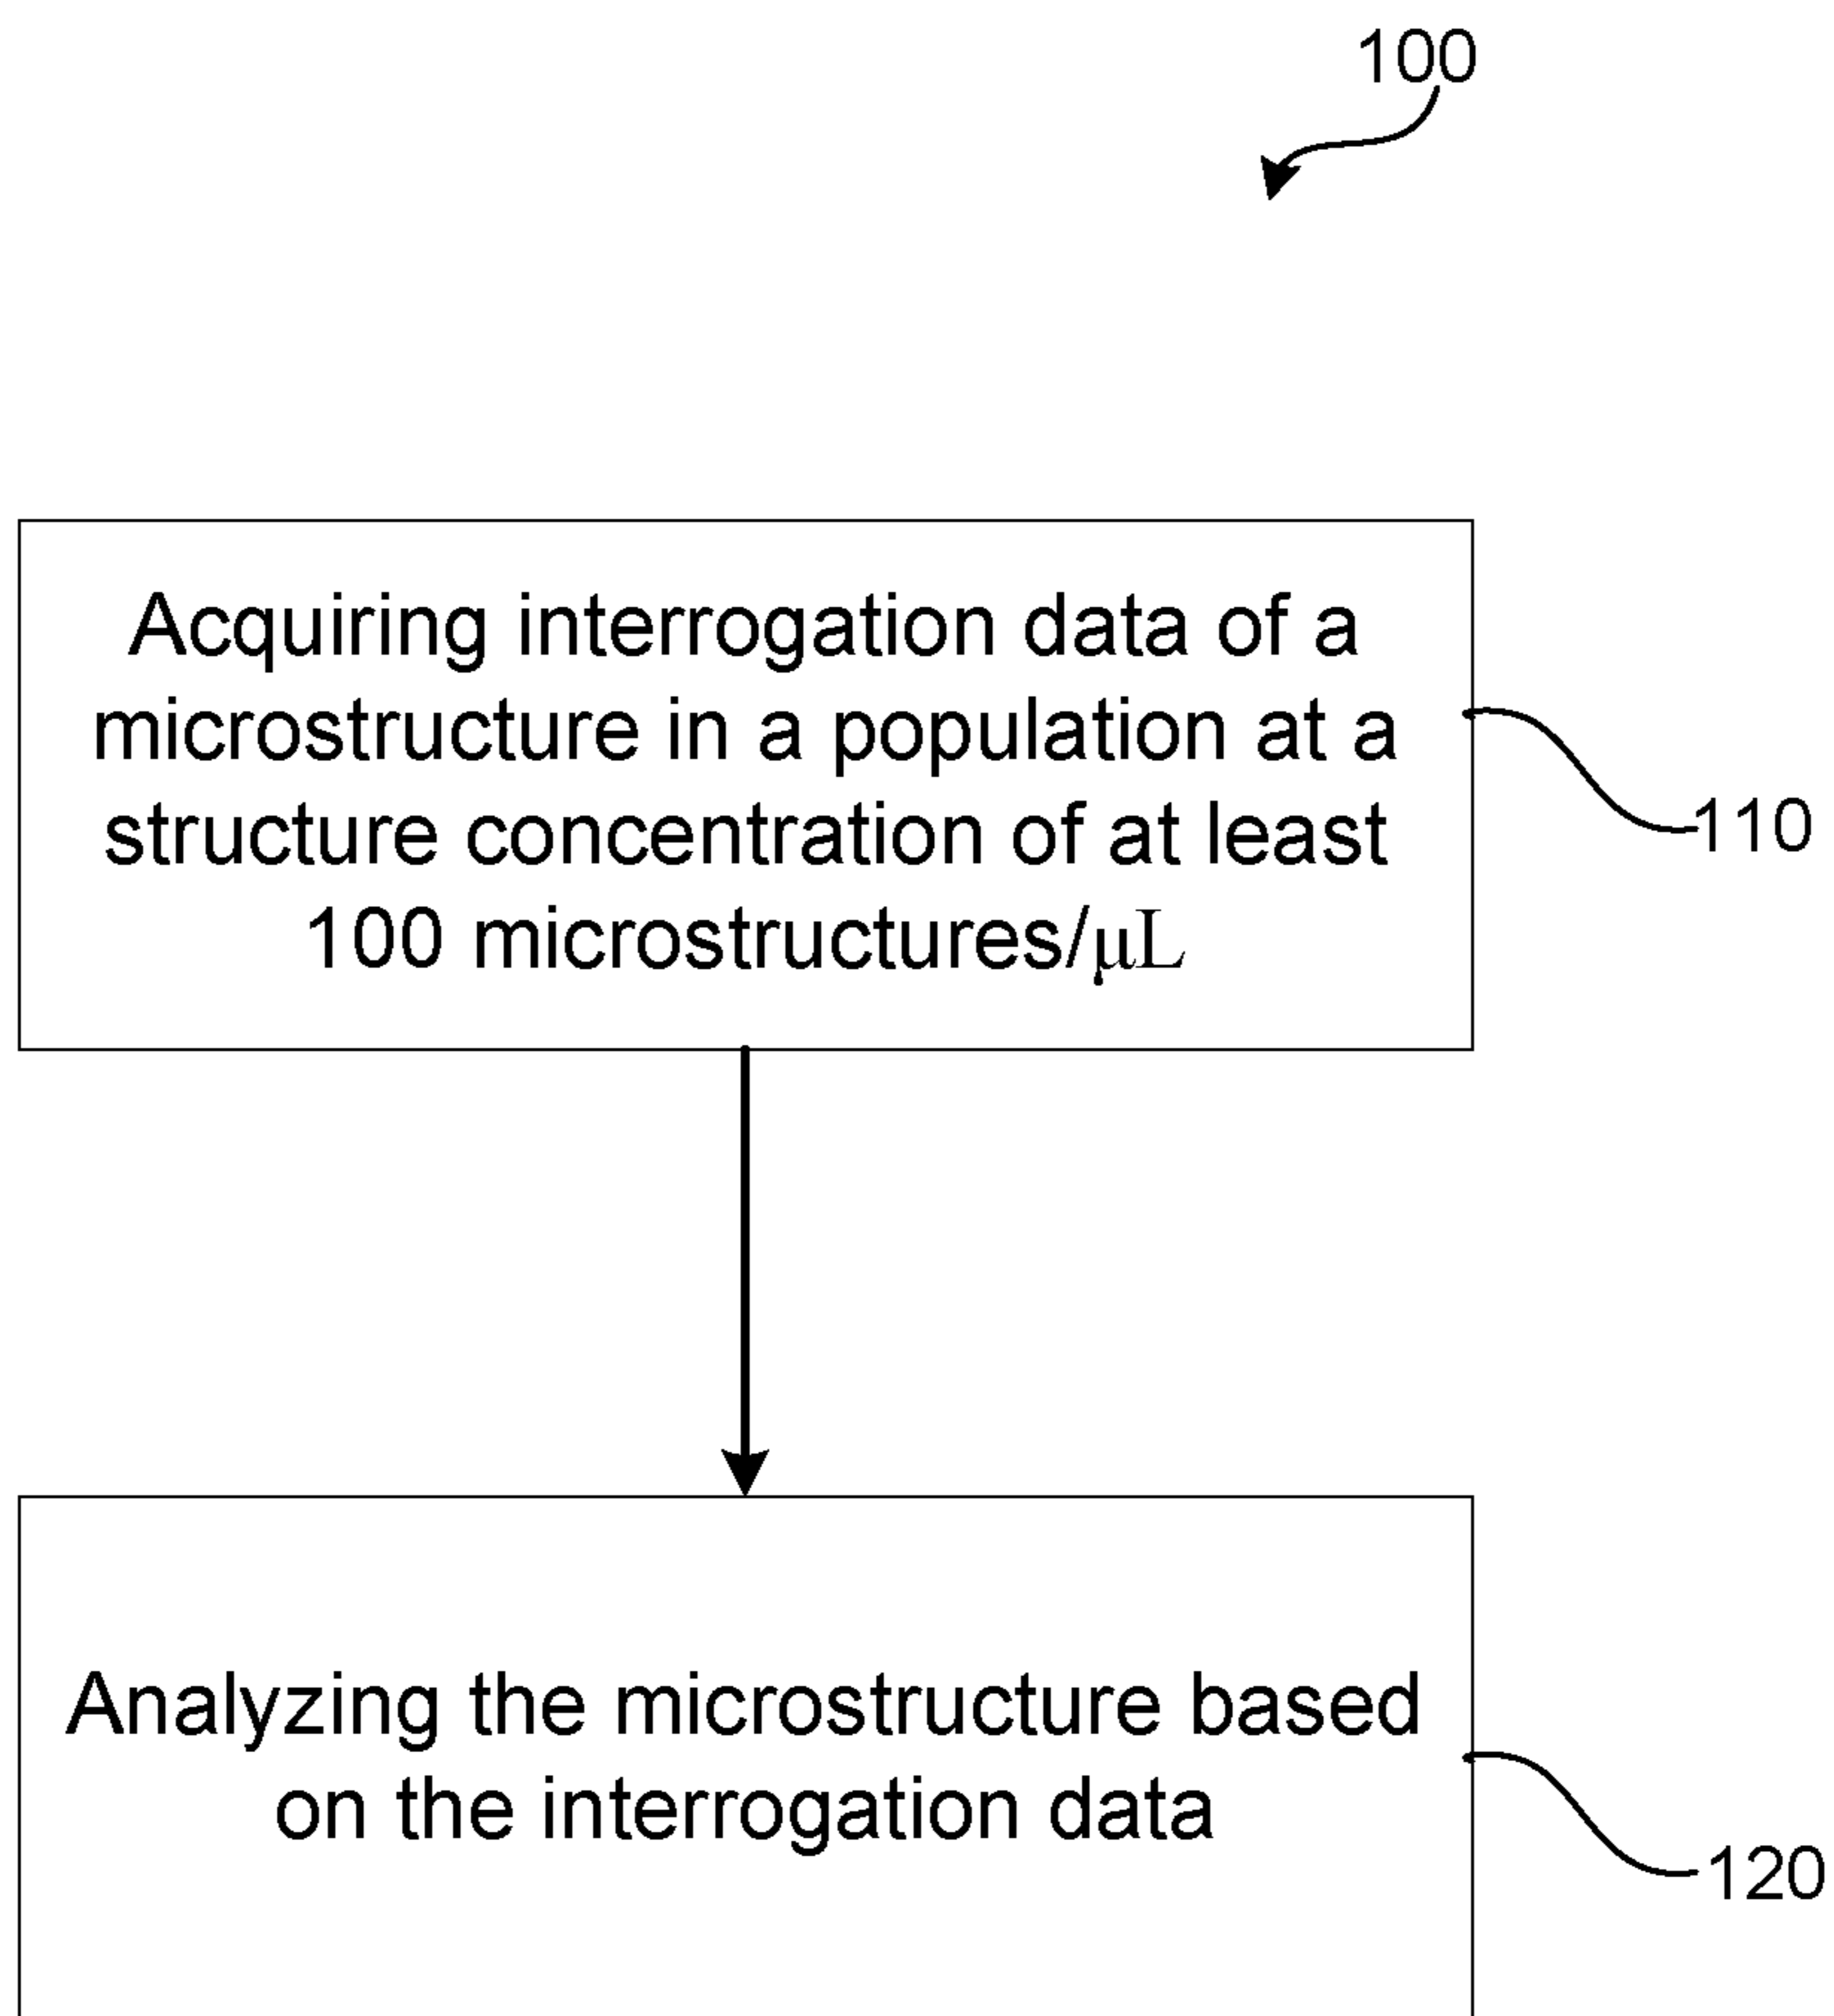 100
Acquiring interrogation data of a
microstructure in a population at a
structure concentration of at least
100 microstructures/μL
110
Analyzing the microstructure based
on the interrogation data
120